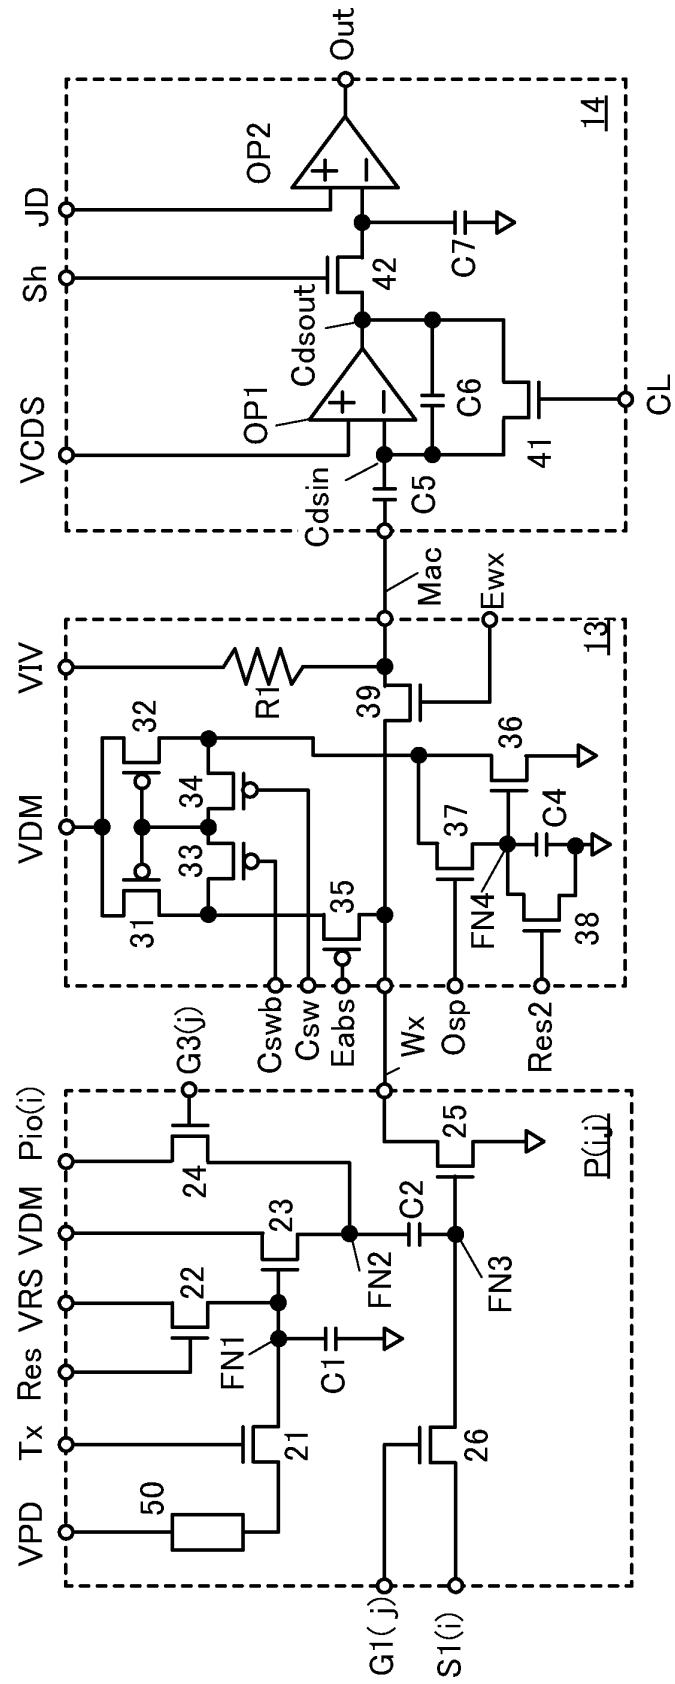 VPD
Tx
Res
VRS
VDM
Pio(i)
G3(j)
50
21
22
23
24
FN1
C1
FN2
C2
FN3
25
26
G1(j)
S1(i)
P(i,j)
Wx
VDM
VIV
31
32
33
34
35
R1
Cswb
Csw
Eabs
Osp
Res2
36
37
38
39
FN4
C4
Ewx
13
Mac
VCDS
Sh
JD
OP1
+
−
OP2
+
−
Cdsin
Cdsout
C5
C6
C7
41
42
CL
Out
14